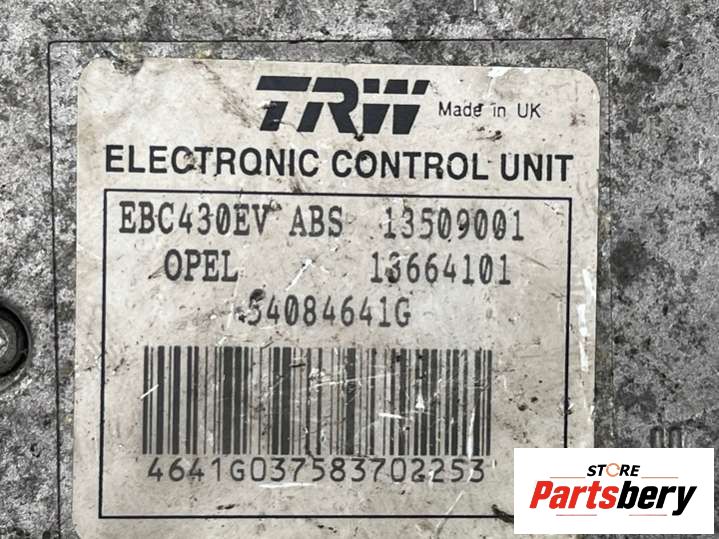 TRW Made in UK
ELECTRONIC CONTROL UNIT
EBC430EV ABS 13509001
OPEL 13664101
54084641G
4641G037583702253
STORE
Partsbery